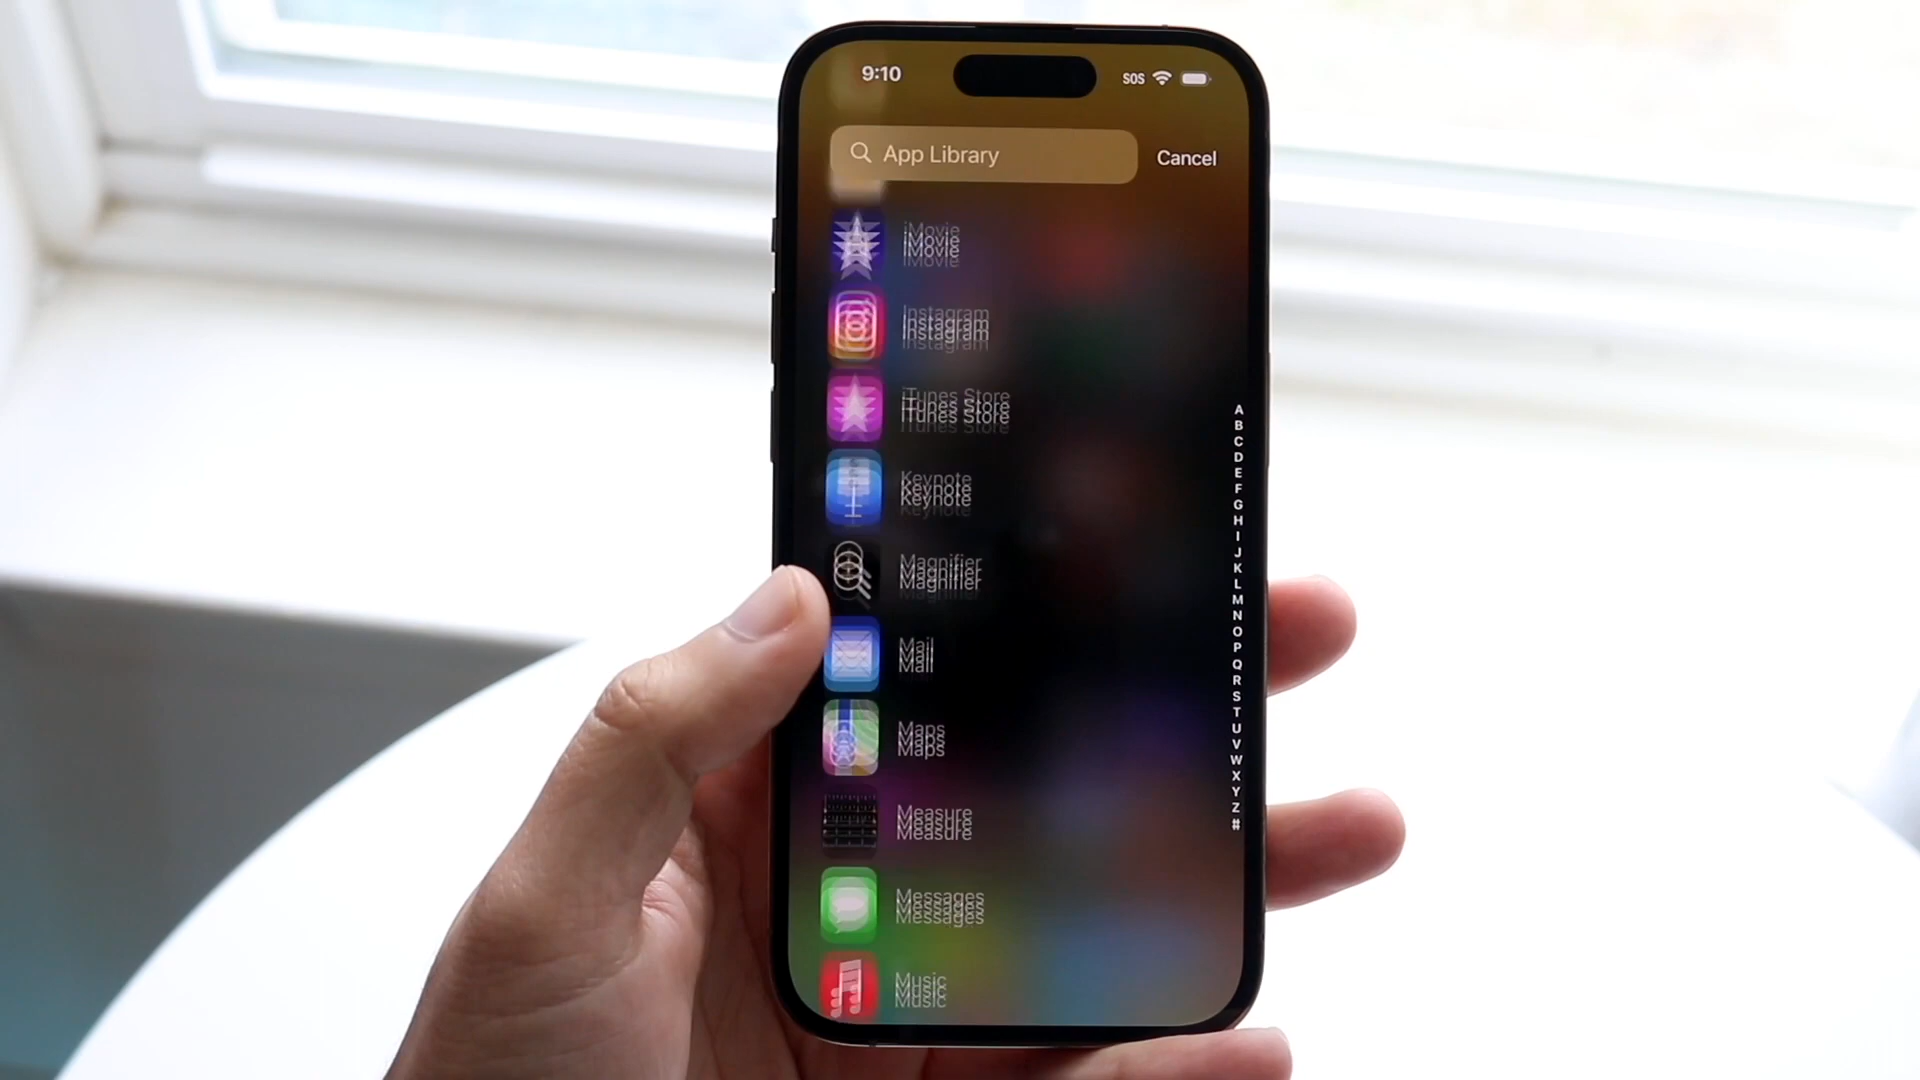 9:10 SOS
App Library Cancel
iMovie
Instagram
iTunes Store
Keynote
Magnifier
Mail
Maps
Measure
Messages
Music
A
B
C
D
E
F
G
H
I
J
K
L
M
N
O
P
Q
R
S
T
U
V
W
X
Y
Z
#